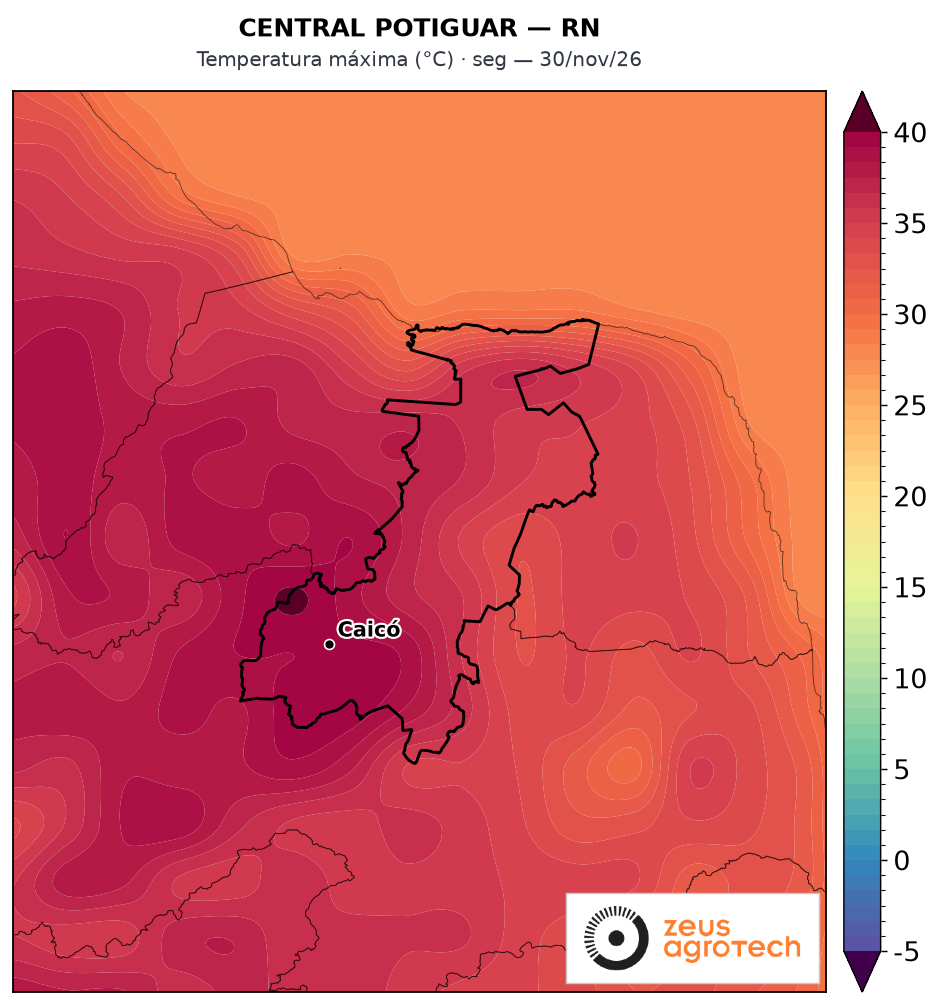 CENTRAL POTIGUAR — RN
Temperatura máxima (°C) · seg — 30/nov/26
40
35
30
25
20
15
10
5
0
-5
Caicó
zeus
agrotech